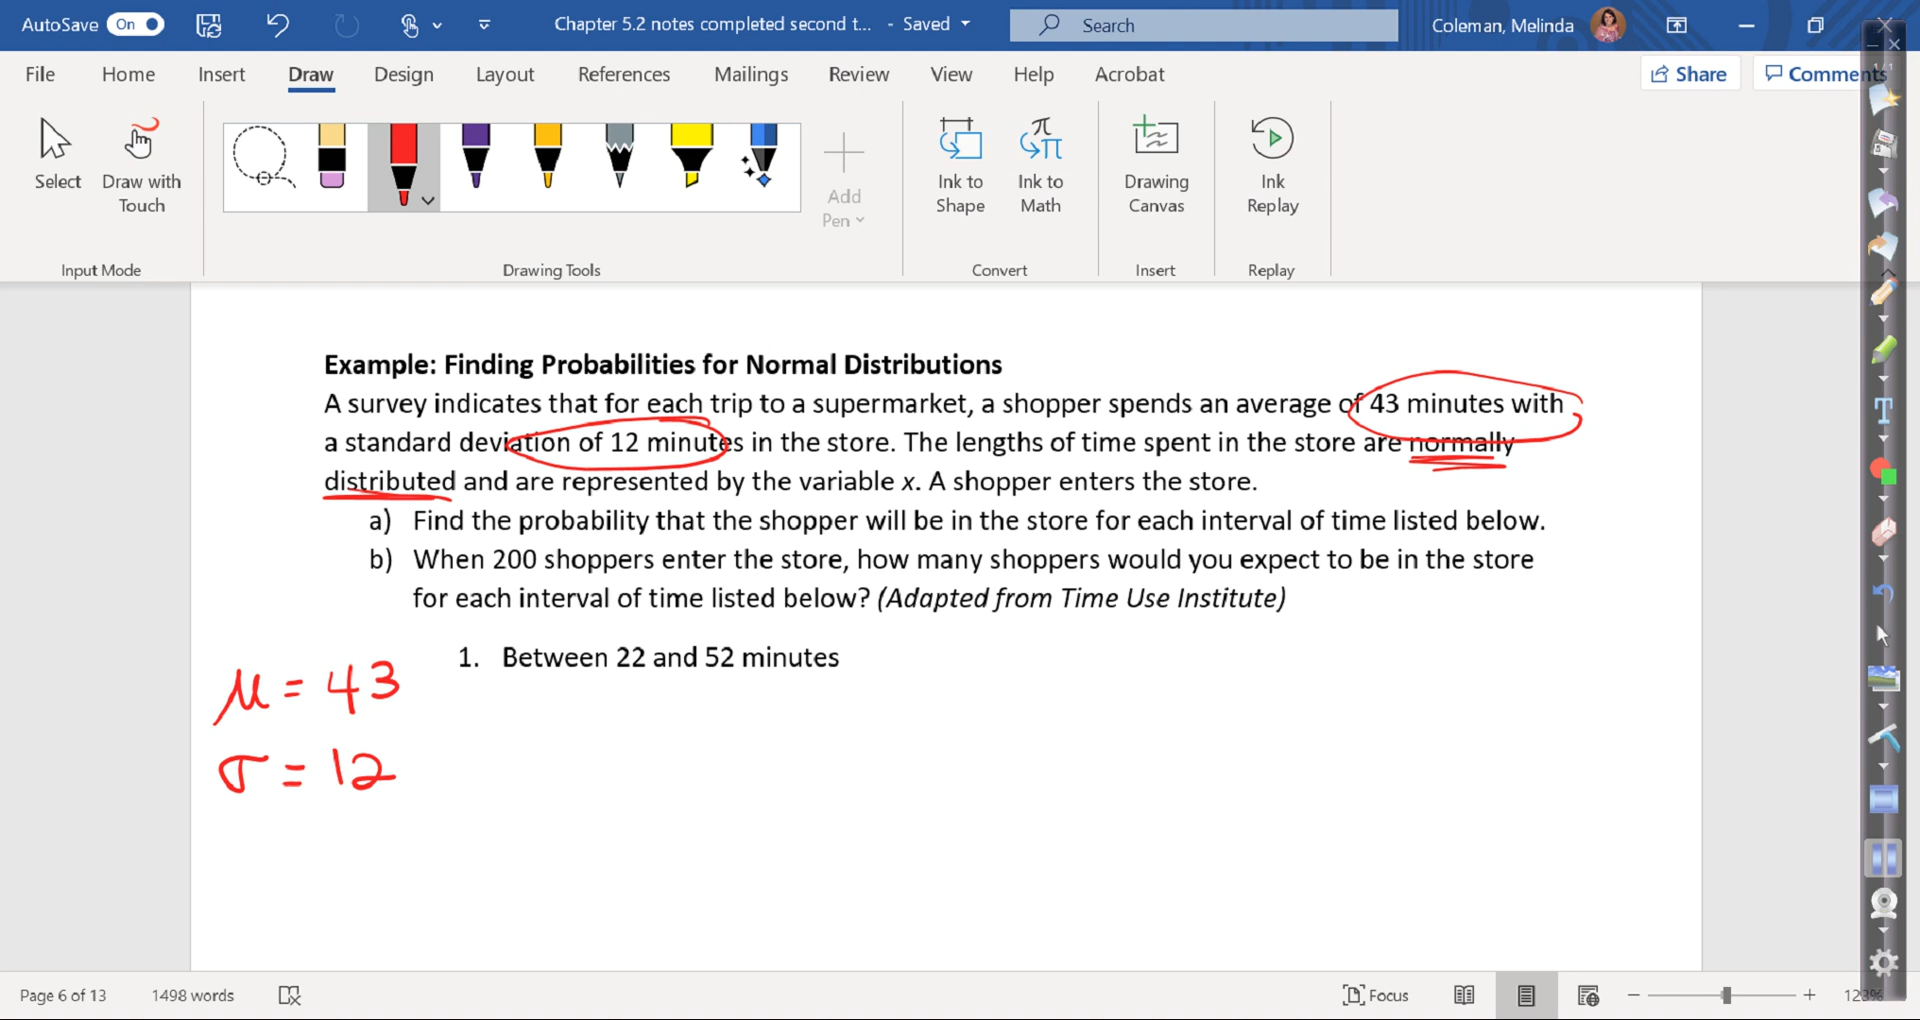 AutoSave On Chapter 5.2 notes completed second t... - Saved Search Coleman, Melinda
File Home Insert Draw Design Layout References Mailings Review View Help Acrobat Share Comments
1/1
Select Draw with Touch Add Pen Ink to Shape Ink to Math Drawing Canvas Ink Replay
Input Mode Drawing Tools Convert Insert Replay
Example: Finding Probabilities for Normal Distributions
A survey indicates that for each trip to a supermarket, a shopper spends an average of 43 minutes with
a standard deviation of 12 minutes in the store. The lengths of time spent in the store are normally
distributed and are represented by the variable x. A shopper enters the store.
a) Find the probability that the shopper will be in the store for each interval of time listed below.
b) When 200 shoppers enter the store, how many shoppers would you expect to be in the store
for each interval of time listed below? (Adapted from Time Use Institute)
1. Between 22 and 52 minutes
μ = 43
σ = 12
Page 6 of 13 1498 words Focus